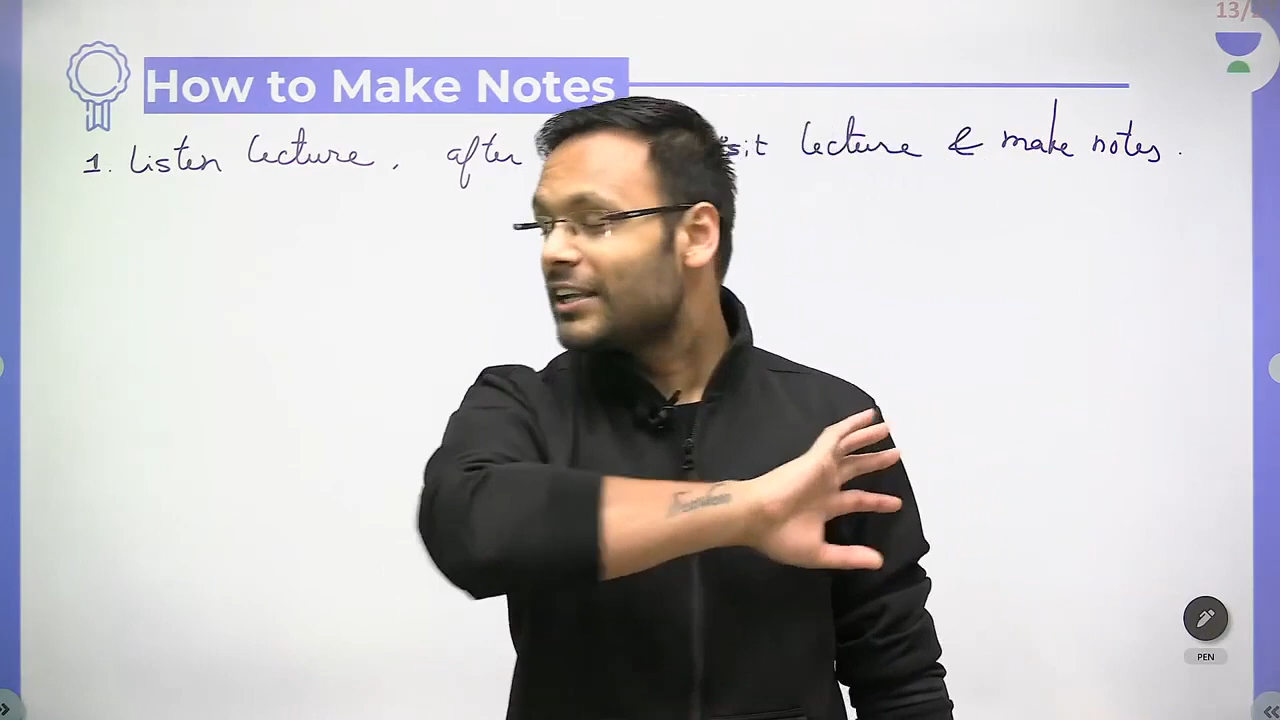 13/
How to Make Notes
1. Listen lecture, after lecture & make notes.
PEN